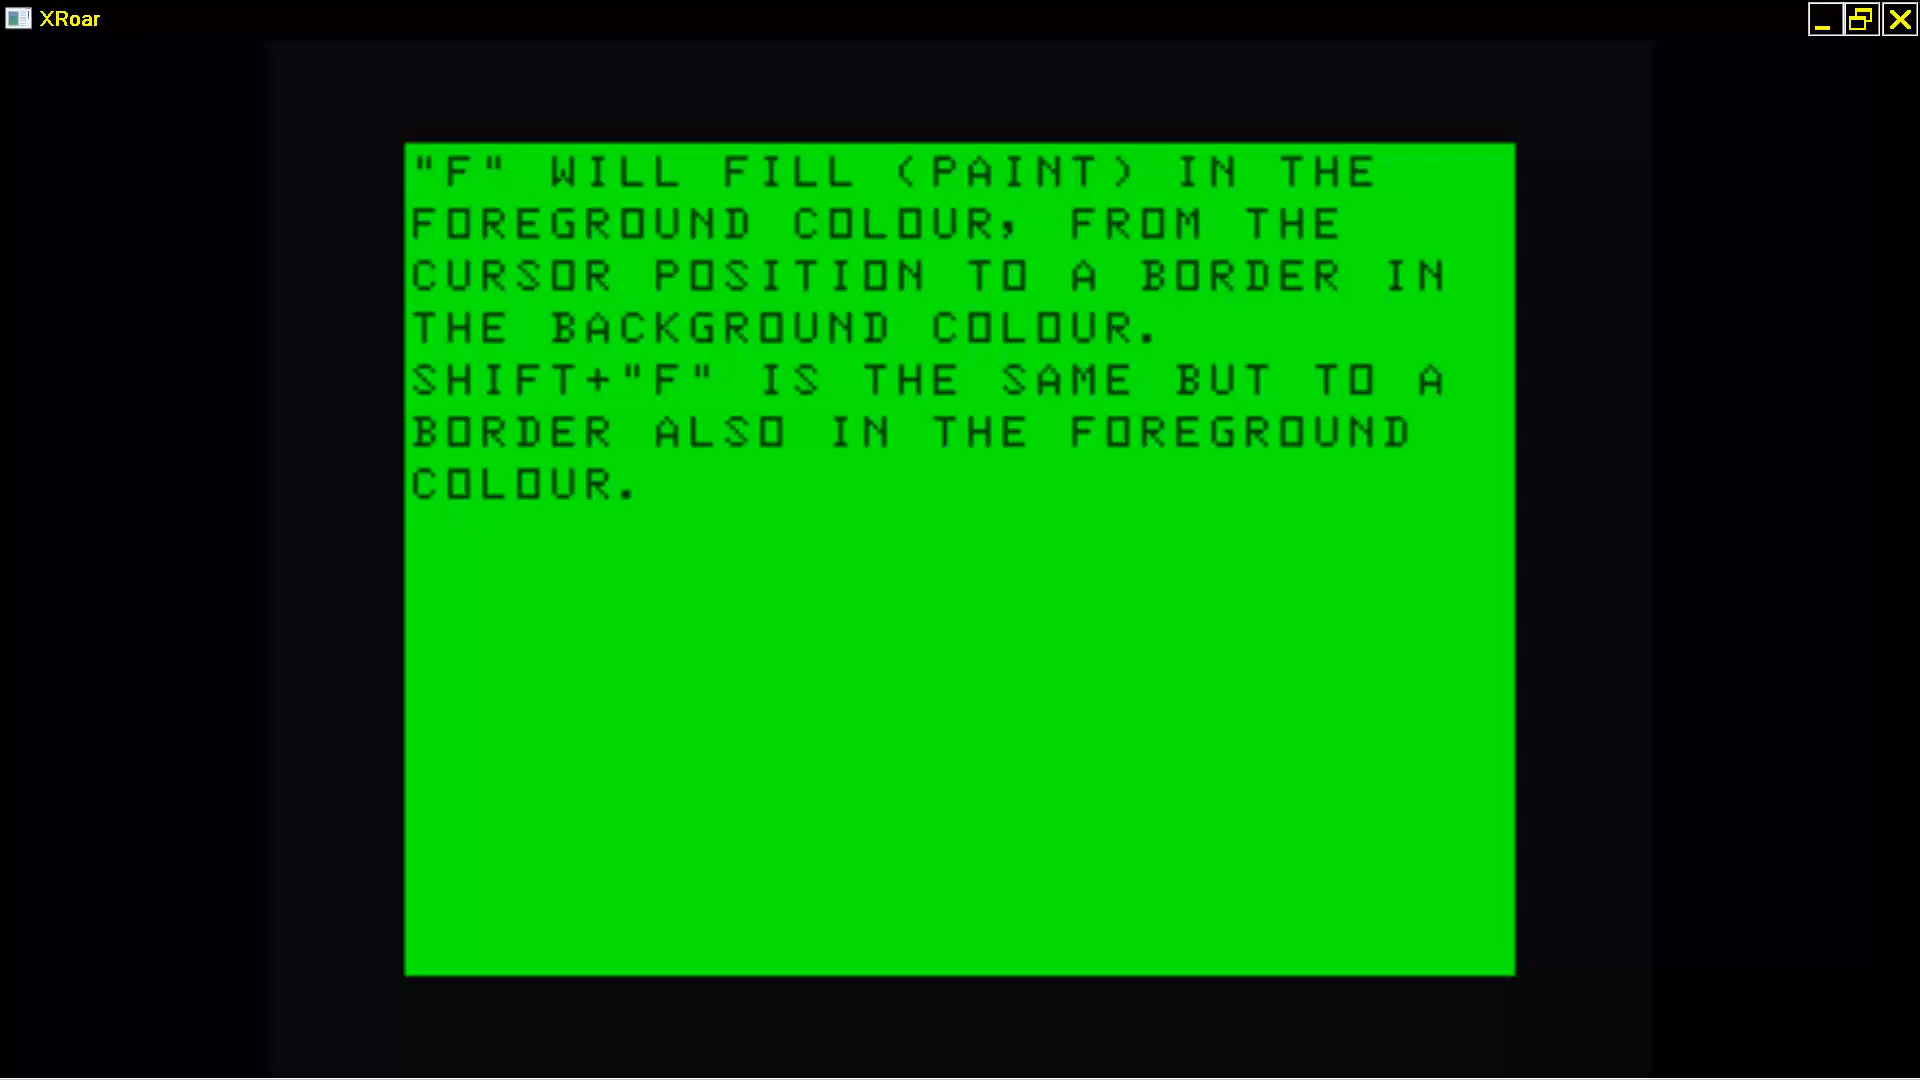 XRoar
"F" WILL FILL (PAINT) IN THE
FOREGROUND COLOUR, FROM THE
CURSOR POSITION TO A BORDER IN
THE BACKGROUND COLOUR.
SHIFT+"F" IS THE SAME BUT TO A
BORDER ALSO IN THE FOREGROUND
COLOUR.